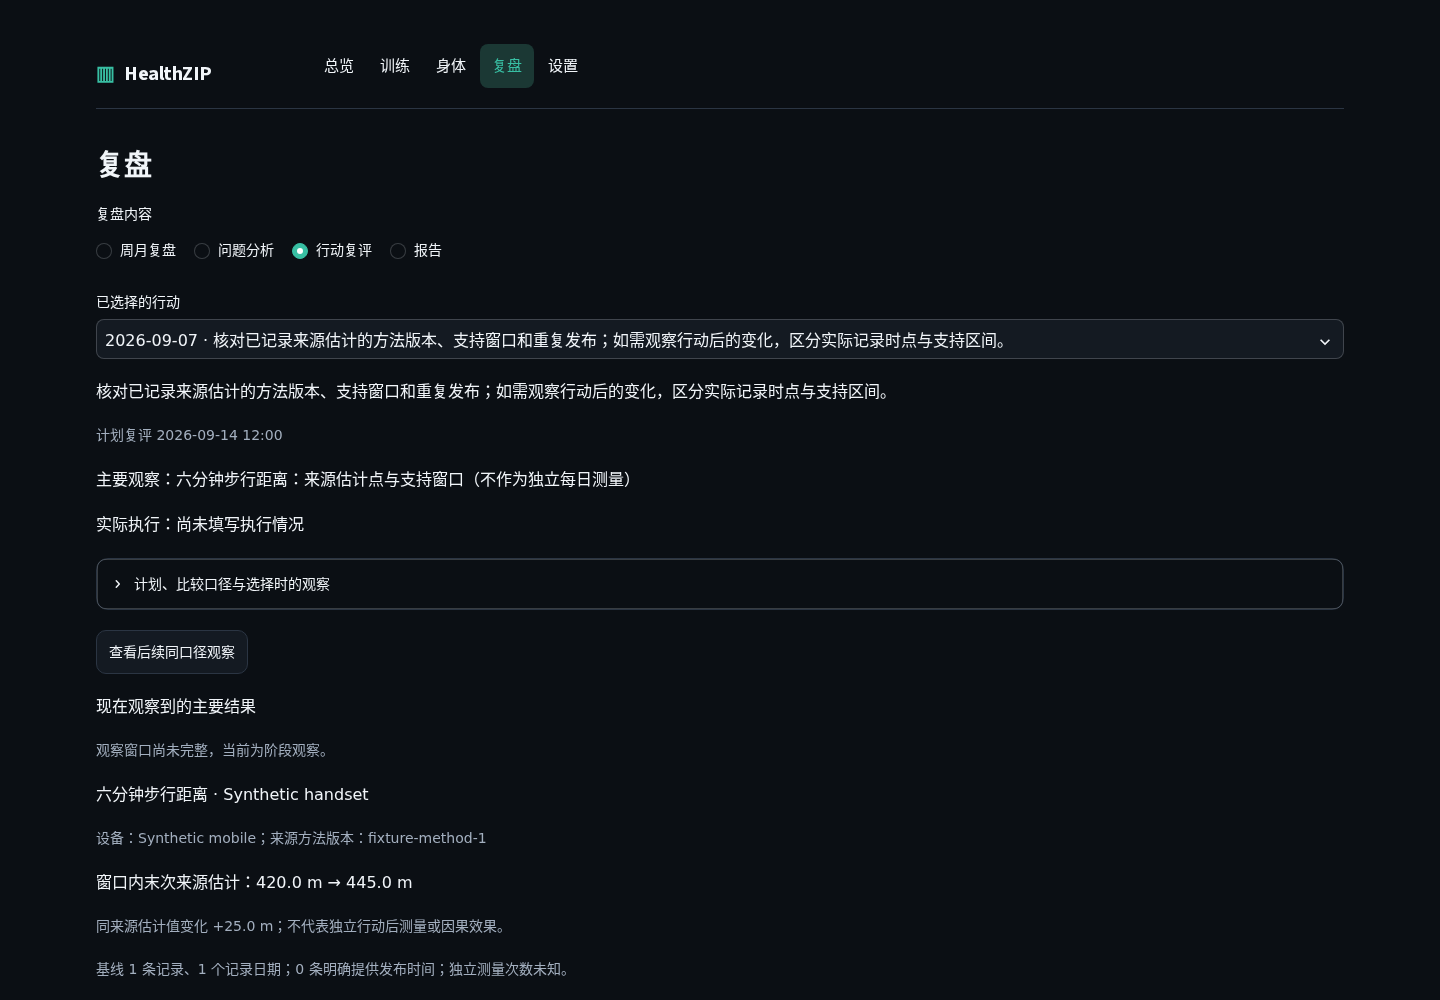 HealthZIP
总览 训练 身体 复盘 设置
复盘
复盘内容
周月复盘 问题分析 行动复评 报告
已选择的行动
2026-09-07 · 核对已记录来源估计的方法版本、支持窗口和重复发布；如需观察行动后的变化，区分实际记录时点与支持区间。
核对已记录来源估计的方法版本、支持窗口和重复发布；如需观察行动后的变化，区分实际记录时点与支持区间。
计划复评 2026-09-14 12:00
主要观察：六分钟步行距离：来源估计点与支持窗口（不作为独立每日测量）
实际执行：尚未填写执行情况
计划、比较口径与选择时的观察
查看后续同口径观察
现在观察到的主要结果
观察窗口尚未完整，当前为阶段观察。
六分钟步行距离 · Synthetic handset
设备：Synthetic mobile；来源方法版本：fixture-method-1
窗口内末次来源估计：420.0 m → 445.0 m
同来源估计值变化 +25.0 m；不代表独立行动后测量或因果效果。
基线 1 条记录、1 个记录日期；0 条明确提供发布时间；独立测量次数未知。